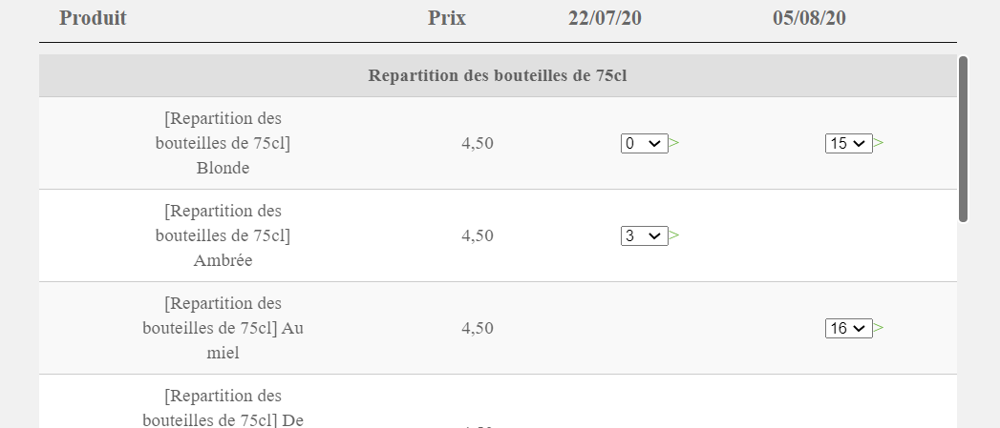 Produit Prix 22/07/20 05/08/20
Repartition des bouteilles de 75cl
[Repartition des
bouteilles de 75cl]
Blonde
4,50 0 > 15 >
[Repartition des
bouteilles de 75cl]
Ambrée
4,50 3 >
[Repartition des
bouteilles de 75cl] Au
miel
4,50 16 >
[Repartition des
bouteilles de 75cl] De